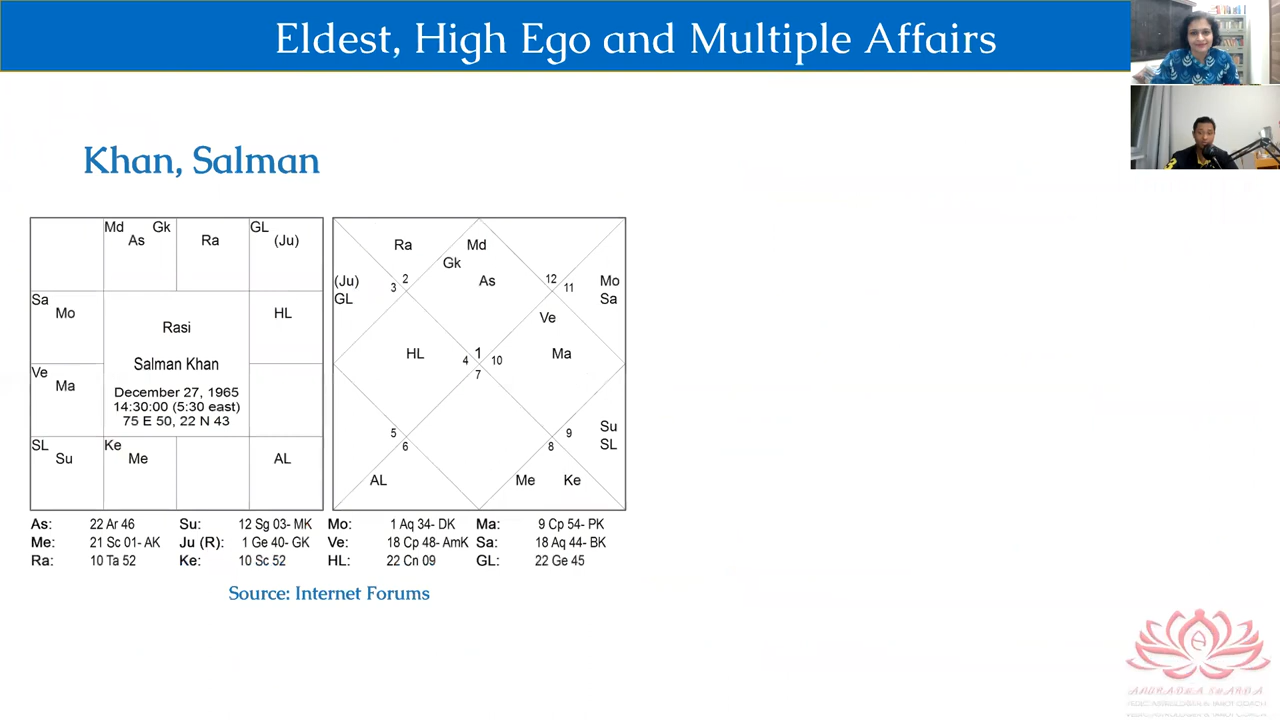 Eldest, High Ego and Multiple Affairs
Khan, Salman
Md Gk
As
Ra
GL
(Ju)
Sa
Mo
HL
Rasi
Salman Khan
December 27, 1965
14:30:00 (5:30 east)
75 E 50, 22 N 43
Ve
Ma
SL
Su
Ke
Me
AL
Ra
Md
Gk
As
(Ju)
GL
2
3
12
11
Mo
Sa
Ve
HL
4
1
10
7
Ma
5
6
9
8
Su
SL
AL
Me
Ke
As: 22 Ar 46 Su: 12 Sg 03- MK Mo: 1 Aq 34- DK Ma: 9 Cp 54- PK
Me: 21 Sc 01- AK Ju (R): 1 Ge 40- GK Ve: 18 Cp 48- AmK Sa: 18 Aq 44- BK
Ra: 10 Ta 52 Ke: 10 Sc 52 HL: 22 Cn 09 GL: 22 Ge 45
Source: Internet Forums